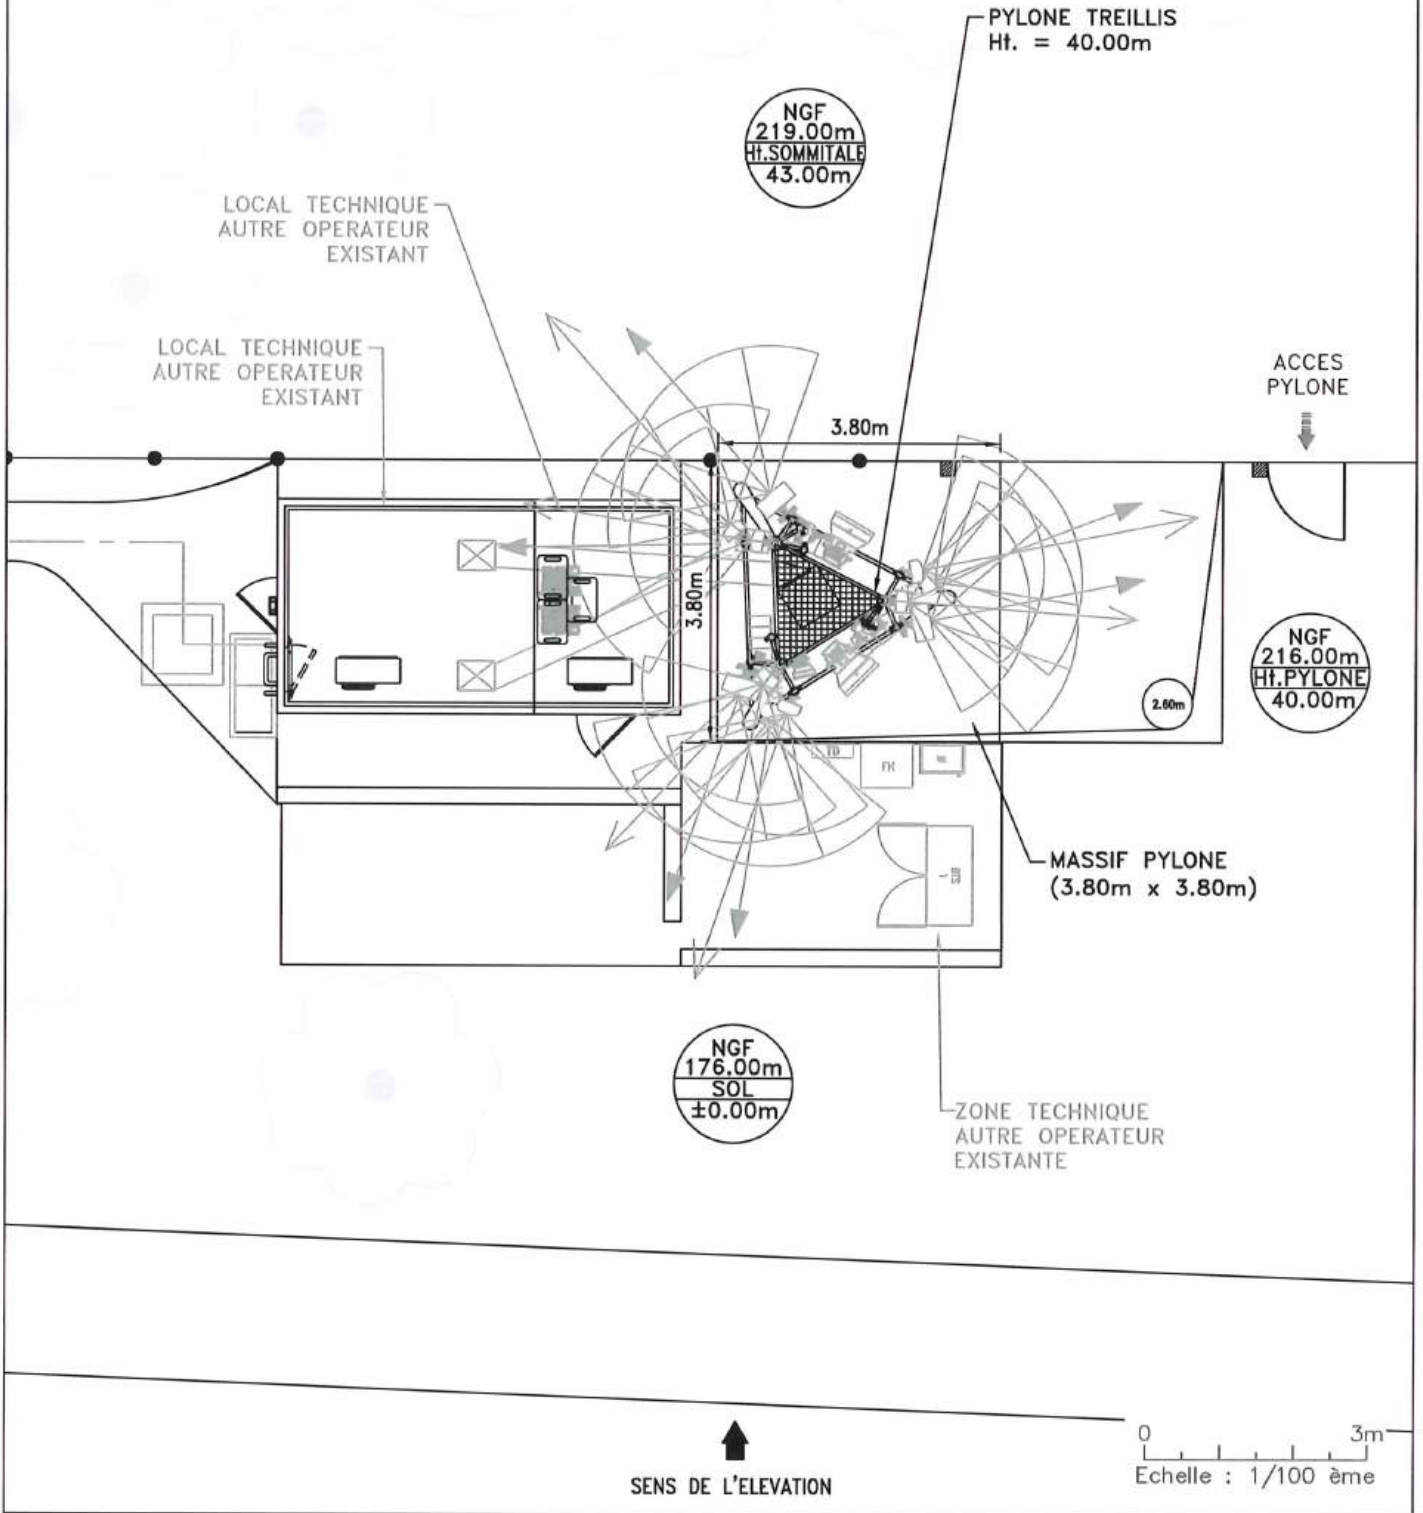 PYLONE TREILLIS
Ht. = 40.00m
NGF
219.00m
Ht.SOMMITALE
43.00m
LOCAL TECHNIQUE
AUTRE OPERATEUR
EXISTANT
LOCAL TECHNIQUE
AUTRE OPERATEUR
EXISTANT
ACCES
PYLONE
3.80m
3.80m
NGF
216.00m
Ht.PYLONE
40.00m
2.60m
TD
FH
MASSIF PYLONE
(3.80m x 3.80m)
NGF
176.00m
SOL
±0.00m
ZONE TECHNIQUE
AUTRE OPERATEUR
EXISTANTE
SENS DE L'ELEVATION
0 3m
Echelle : 1/100 ème